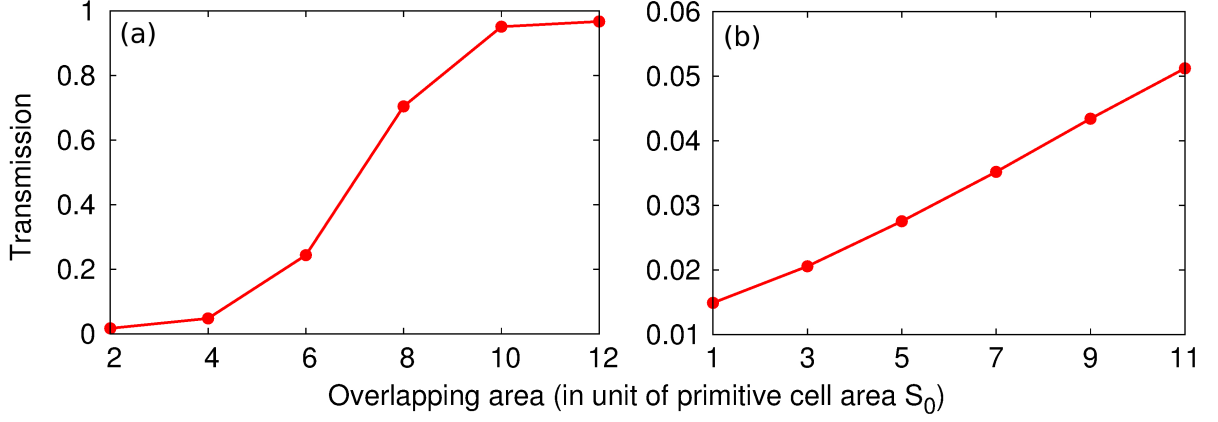 (a)
(b)
Transmission
1
0.8
0.6
0.4
0.2
0
2 4 6 8 10 12
0.06
0.05
0.04
0.03
0.02
0.01
1 3 5 7 9 11
Overlapping area (in unit of primitive cell area S₀)